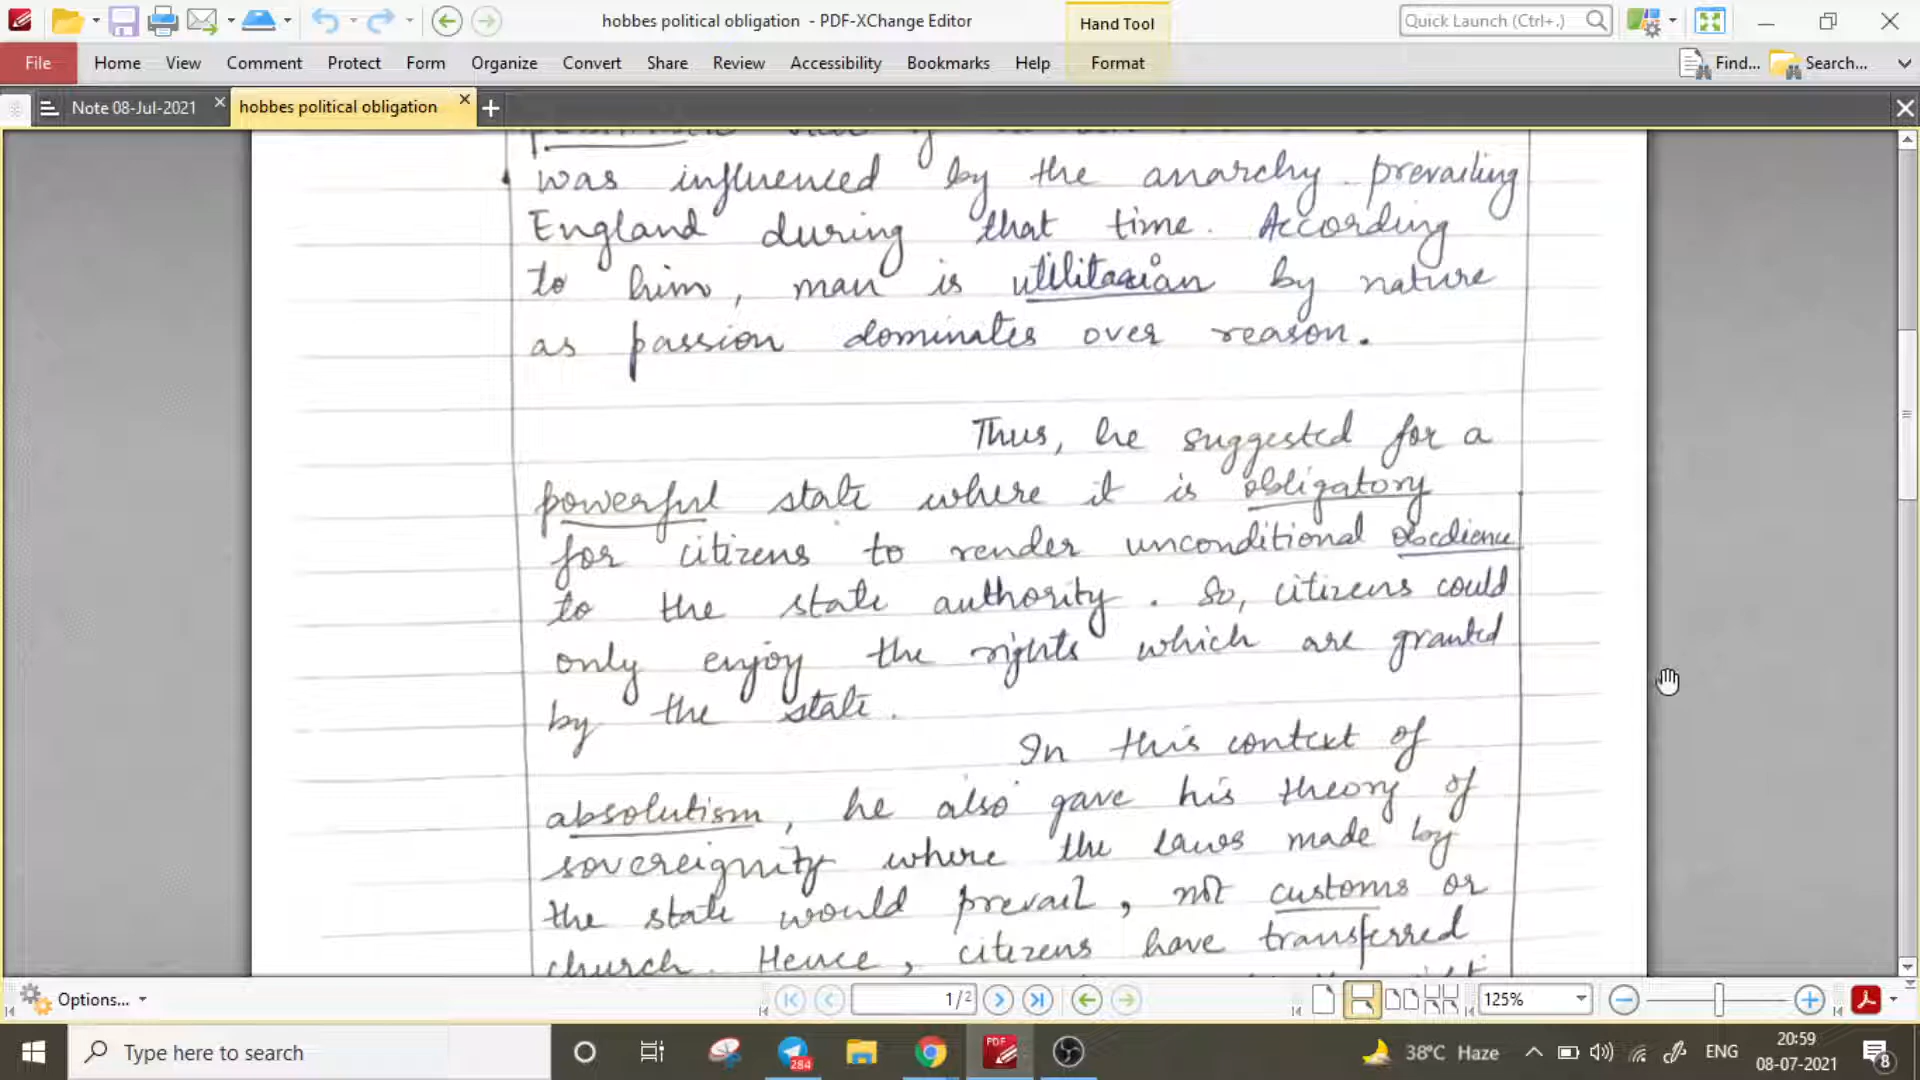 hobbes political obligation - PDF-XChange Editor
Hand Tool
Quick Launch (Ctrl+.)
File Home View Comment Protect Form Organize Convert Share Review Accessibility Bookmarks Help Format Find... Search...
Note 08-Jul-2021 hobbes political obligation
was influenced by the anarchy prevailing
England during that time. According
to him, man is utilitarian by nature
as passion dominates over reason.
Thus, he suggested for a
powerful state where it is obligatory
for citizens to render unconditional obedience
to the state authority. So, citizens could
only enjoy the rights which are granted
by the state.
In this context of
absolutism, he also gave his theory of
sovereignity where the laws made by
the state would prevail, not customs or
church. Hence, citizens have transferred
Options... 1/2 125%
Type here to search 284 PDF 38°C Haze ENG 20:59
08-07-2021 8